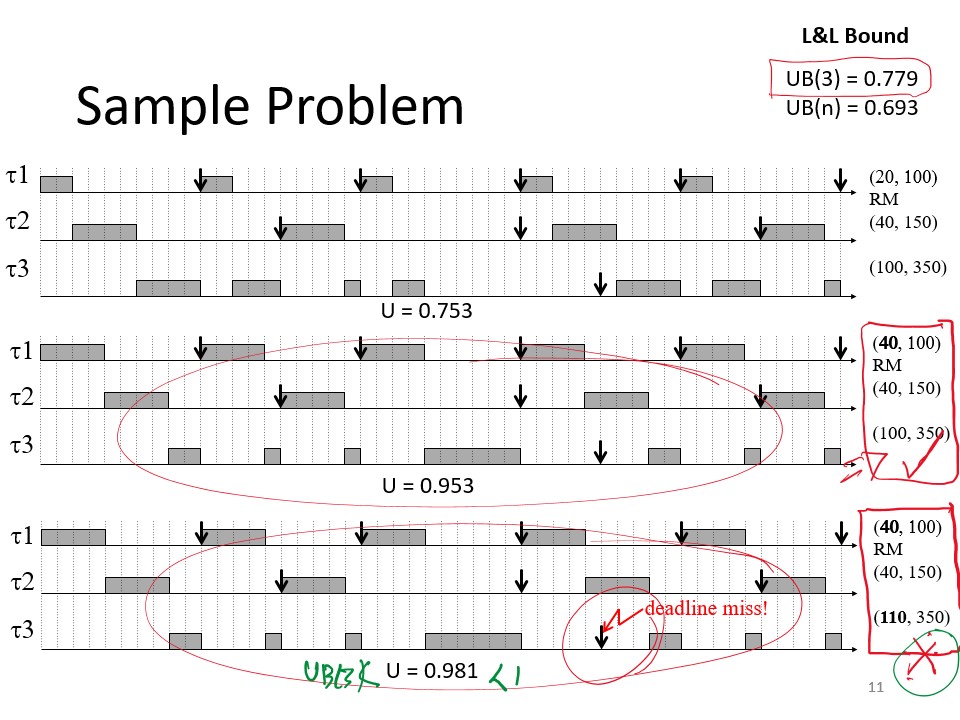 L&L Bound
UB(3) = 0.779
UB(n) = 0.693
Sample Problem
τ1
(20, 100)
RM
τ2
(40, 150)
τ3
(100, 350)
U = 0.753
τ1
(40, 100)
RM
τ2
(40, 150)
τ3
(100, 350)
U = 0.953
τ1
(40, 100)
RM
τ2
(40, 150)
deadline miss!
τ3
(110, 350)
UB(3)< U = 0.981 <1
11